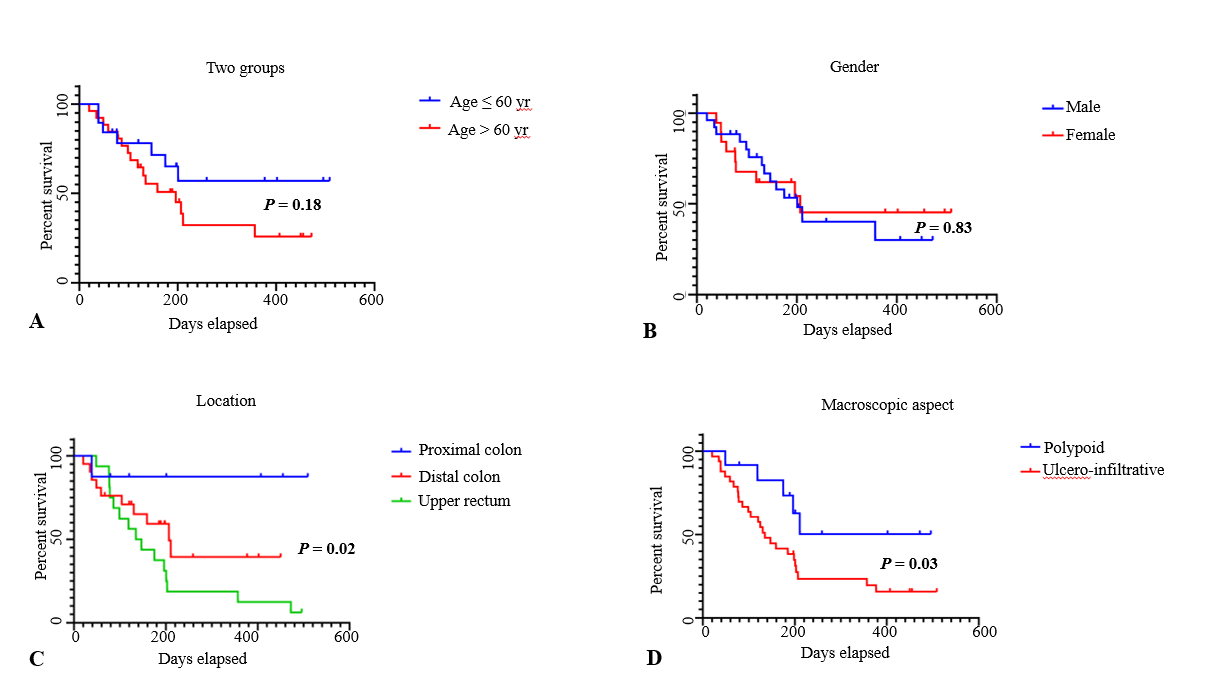 Two groups
Percent survival
100
50
0
0 200 400 600
Days elapsed
Age ≤ 60 yr
Age > 60 yr
P = 0.18
A
Gender
Percent survival
100
50
0
0 200 400 600
Days elapsed
Male
Female
P = 0.83
B
Location
Percent survival
100
50
0
0 200 400 600
Days elapsed
Proximal colon
Distal colon
Upper rectum
P = 0.02
C
Macroscopic aspect
Percent survival
100
50
0
0 200 400 600
Days elapsed
Polypoid
Ulcero-infiltrative
P = 0.03
D